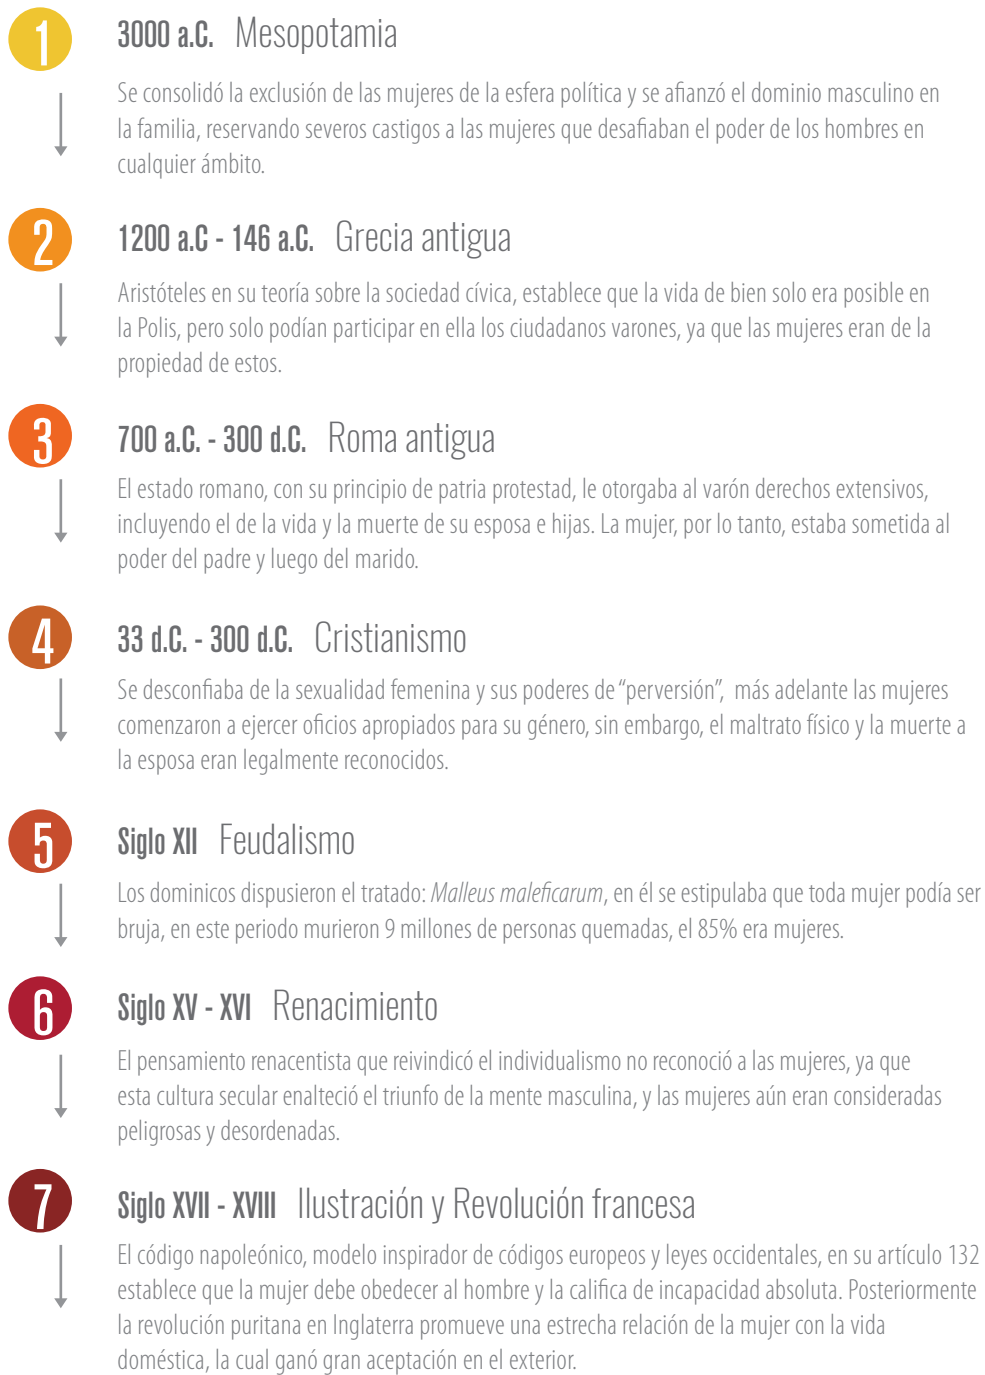 1
3000 a.C. Mesopotamia
Se consolidó la exclusión de las mujeres de la esfera política y se afianzó el dominio masculino en
la familia, reservando severos castigos a las mujeres que desafiaban el poder de los hombres en
cualquier ámbito.
2
1200 a.C - 146 a.C. Grecia antigua
Aristóteles en su teoría sobre la sociedad cívica, establece que la vida de bien solo era posible en
la Polis, pero solo podían participar en ella los ciudadanos varones, ya que las mujeres eran de la
propiedad de estos.
3
700 a.C. - 300 d.C. Roma antigua
El estado romano, con su principio de patria protestad, le otorgaba al varón derechos extensivos,
incluyendo el de la vida y la muerte de su esposa e hijas. La mujer, por lo tanto, estaba sometida al
poder del padre y luego del marido.
4
33 d.C. - 300 d.C. Cristianismo
Se desconfiaba de la sexualidad femenina y sus poderes de “perversión”, más adelante las mujeres
comenzaron a ejercer oficios apropiados para su género, sin embargo, el maltrato físico y la muerte a
la esposa eran legalmente reconocidos.
5
Siglo XII Feudalismo
Los dominicos dispusieron el tratado: Malleus maleficarum, en él se estipulaba que toda mujer podía ser
bruja, en este periodo murieron 9 millones de personas quemadas, el 85% era mujeres.
6
Siglo XV - XVI Renacimiento
El pensamiento renacentista que reivindicó el individualismo no reconoció a las mujeres, ya que
esta cultura secular enalteció el triunfo de la mente masculina, y las mujeres aún eran consideradas
peligrosas y desordenadas.
7
Siglo XVII - XVIII Ilustración y Revolución francesa
El código napoleónico, modelo inspirador de códigos europeos y leyes occidentales, en su artículo 132
establece que la mujer debe obedecer al hombre y la califica de incapacidad absoluta. Posteriormente
la revolución puritana en Inglaterra promueve una estrecha relación de la mujer con la vida
doméstica, la cual ganó gran aceptación en el exterior.